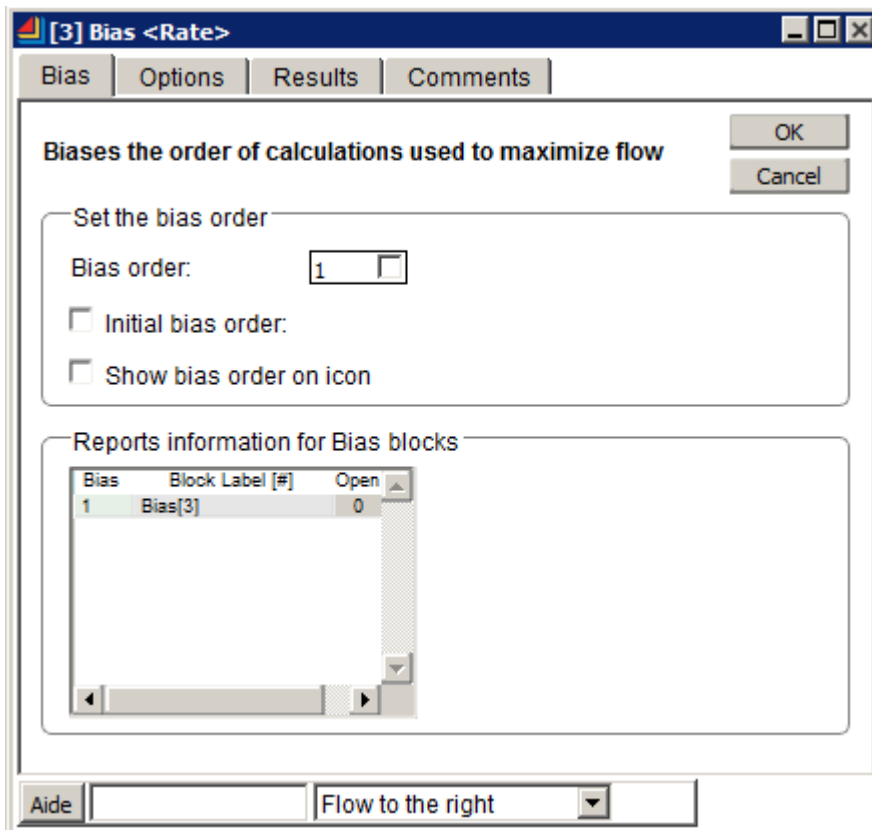 [3] Bias <Rate>
Bias Options Results Comments
OK
Biases the order of calculations used to maximize flow
Cancel
Set the bias order
Bias order: 1
Initial bias order:
Show bias order on icon
Reports information for Bias blocks
Bias Block Label [#] Open
1 Bias[3] 0
Aide Flow to the right